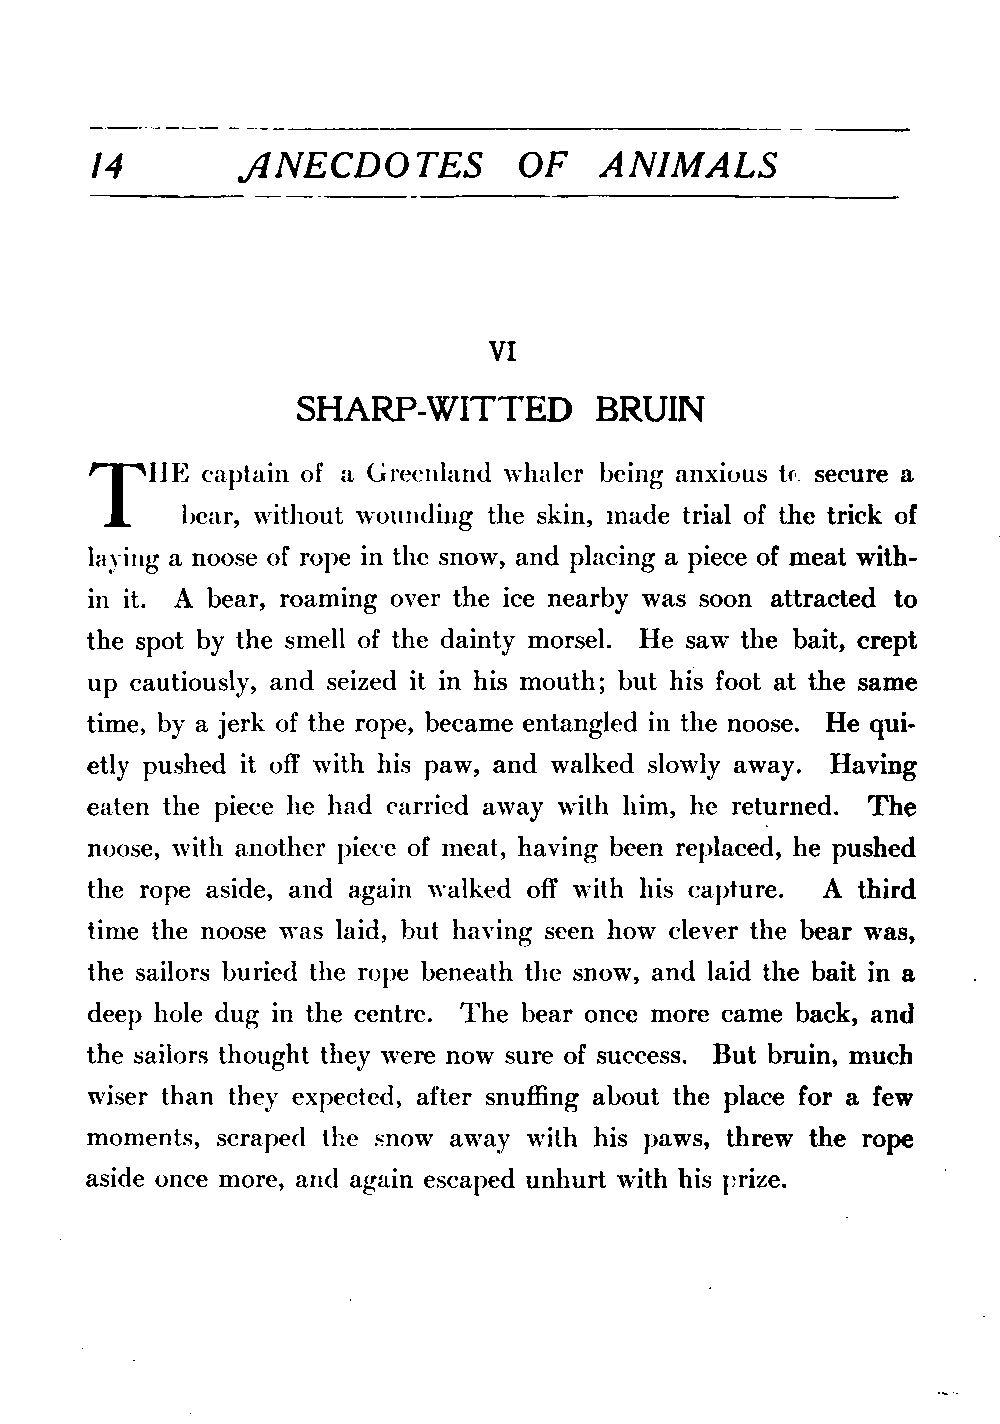 14 ANECDOTES OF ANIMALS
VI
SHARP-WITTED BRUIN
THE captain of a Greenland whaler being anxious to secure a
bear, without wounding the skin, made trial of the trick of
laying a noose of rope in the snow, and placing a piece of meat with-
in it. A bear, roaming over the ice nearby was soon attracted to
the spot by the smell of the dainty morsel. He saw the bait, crept
up cautiously, and seized it in his mouth; but his foot at the same
time, by a jerk of the rope, became entangled in the noose. He qui-
etly pushed it off with his paw, and walked slowly away. Having
eaten the piece he had carried away with him, he returned. The
noose, with another piece of meat, having been replaced, he pushed
the rope aside, and again walked off with his capture. A third
time the noose was laid, but having seen how clever the bear was,
the sailors buried the rope beneath the snow, and laid the bait in a
deep hole dug in the centre. The bear once more came back, and
the sailors thought they were now sure of success. But bruin, much
wiser than they expected, after snuffing about the place for a few
moments, scraped the snow away with his paws, threw the rope
aside once more, and again escaped unhurt with his prize.